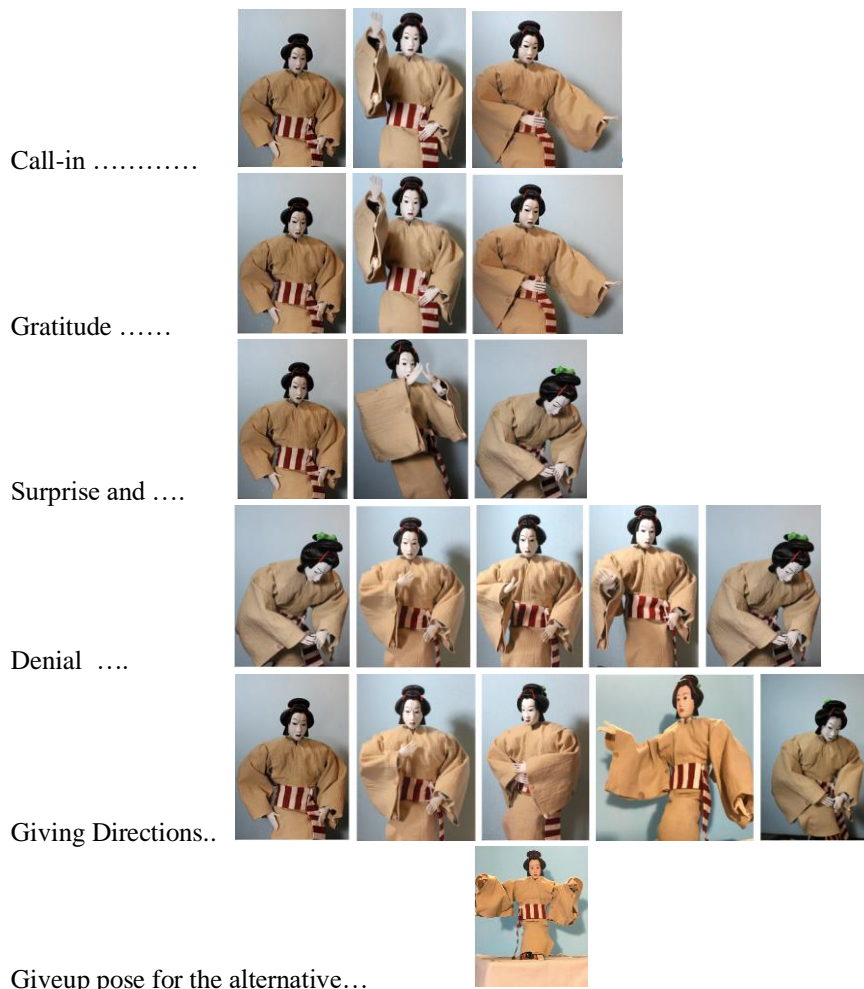 Call-in …………
Gratitude ……
Surprise and ….
Denial ….
Giving Directions..
Giveup pose for the alternative…